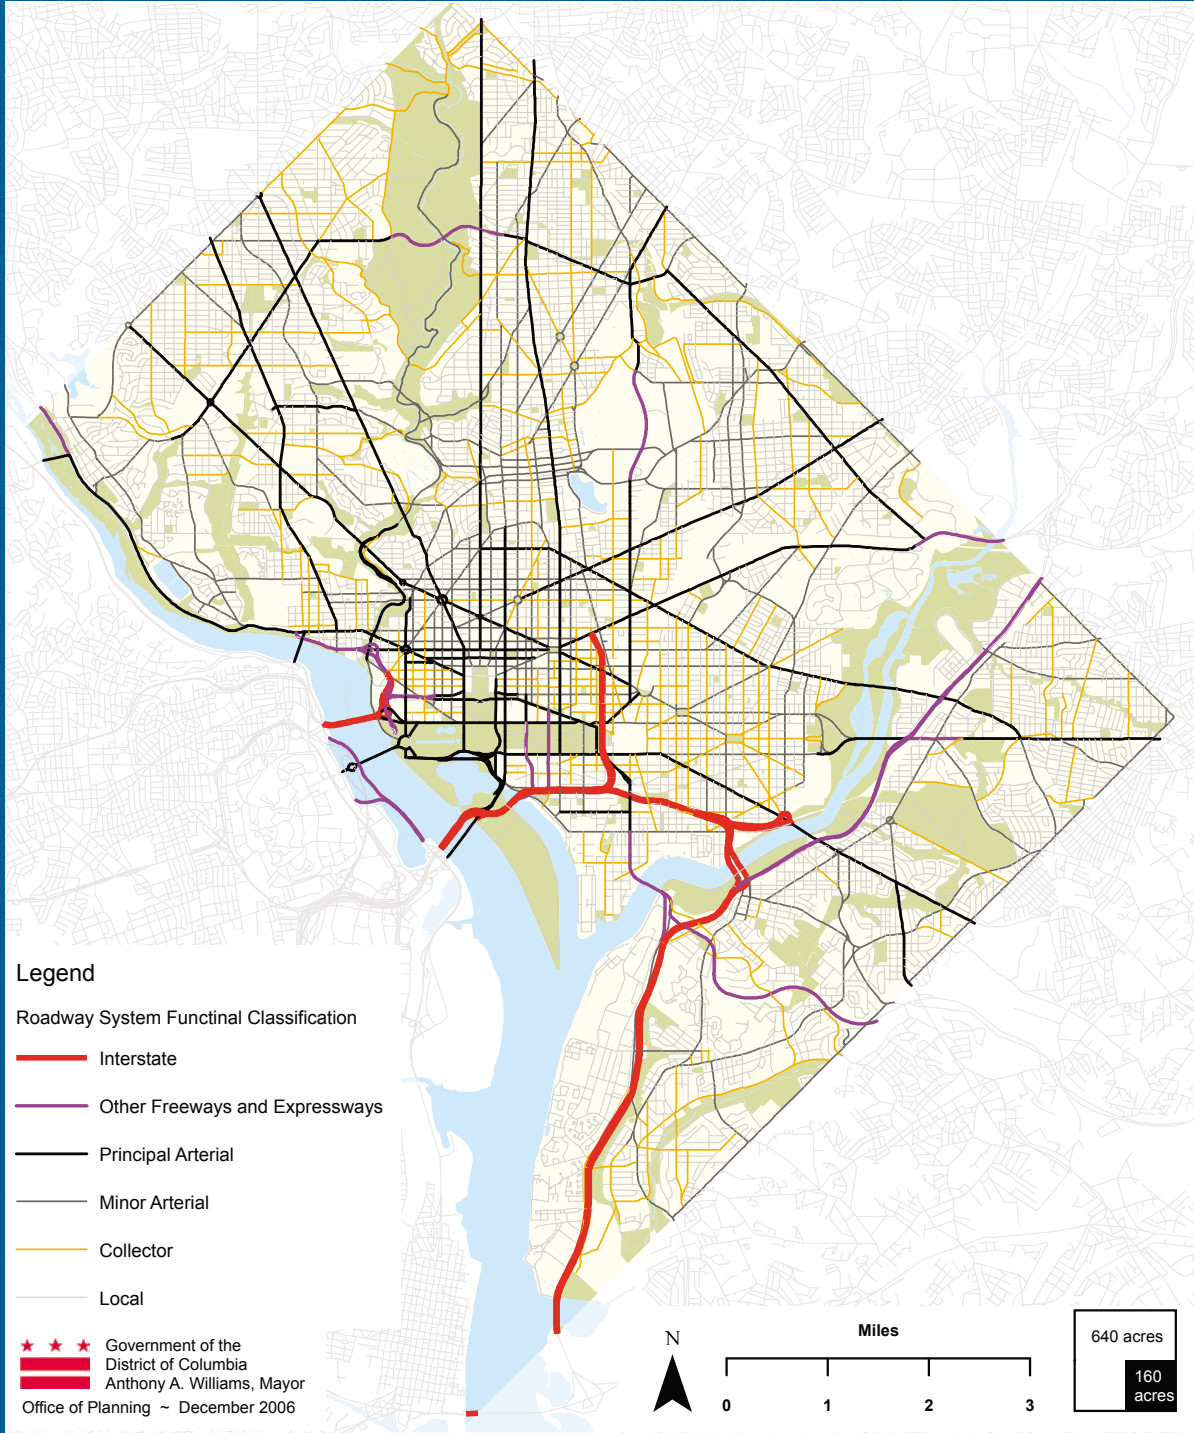 Legend
Roadway System Functinal Classification
Interstate
Other Freeways and Expressways
Principal Arterial
Minor Arterial
Collector
Local
Government of the
District of Columbia
Anthony A. Williams, Mayor
Office of Planning ~ December 2006
N
Miles
0 1 2 3
640 acres
160
acres